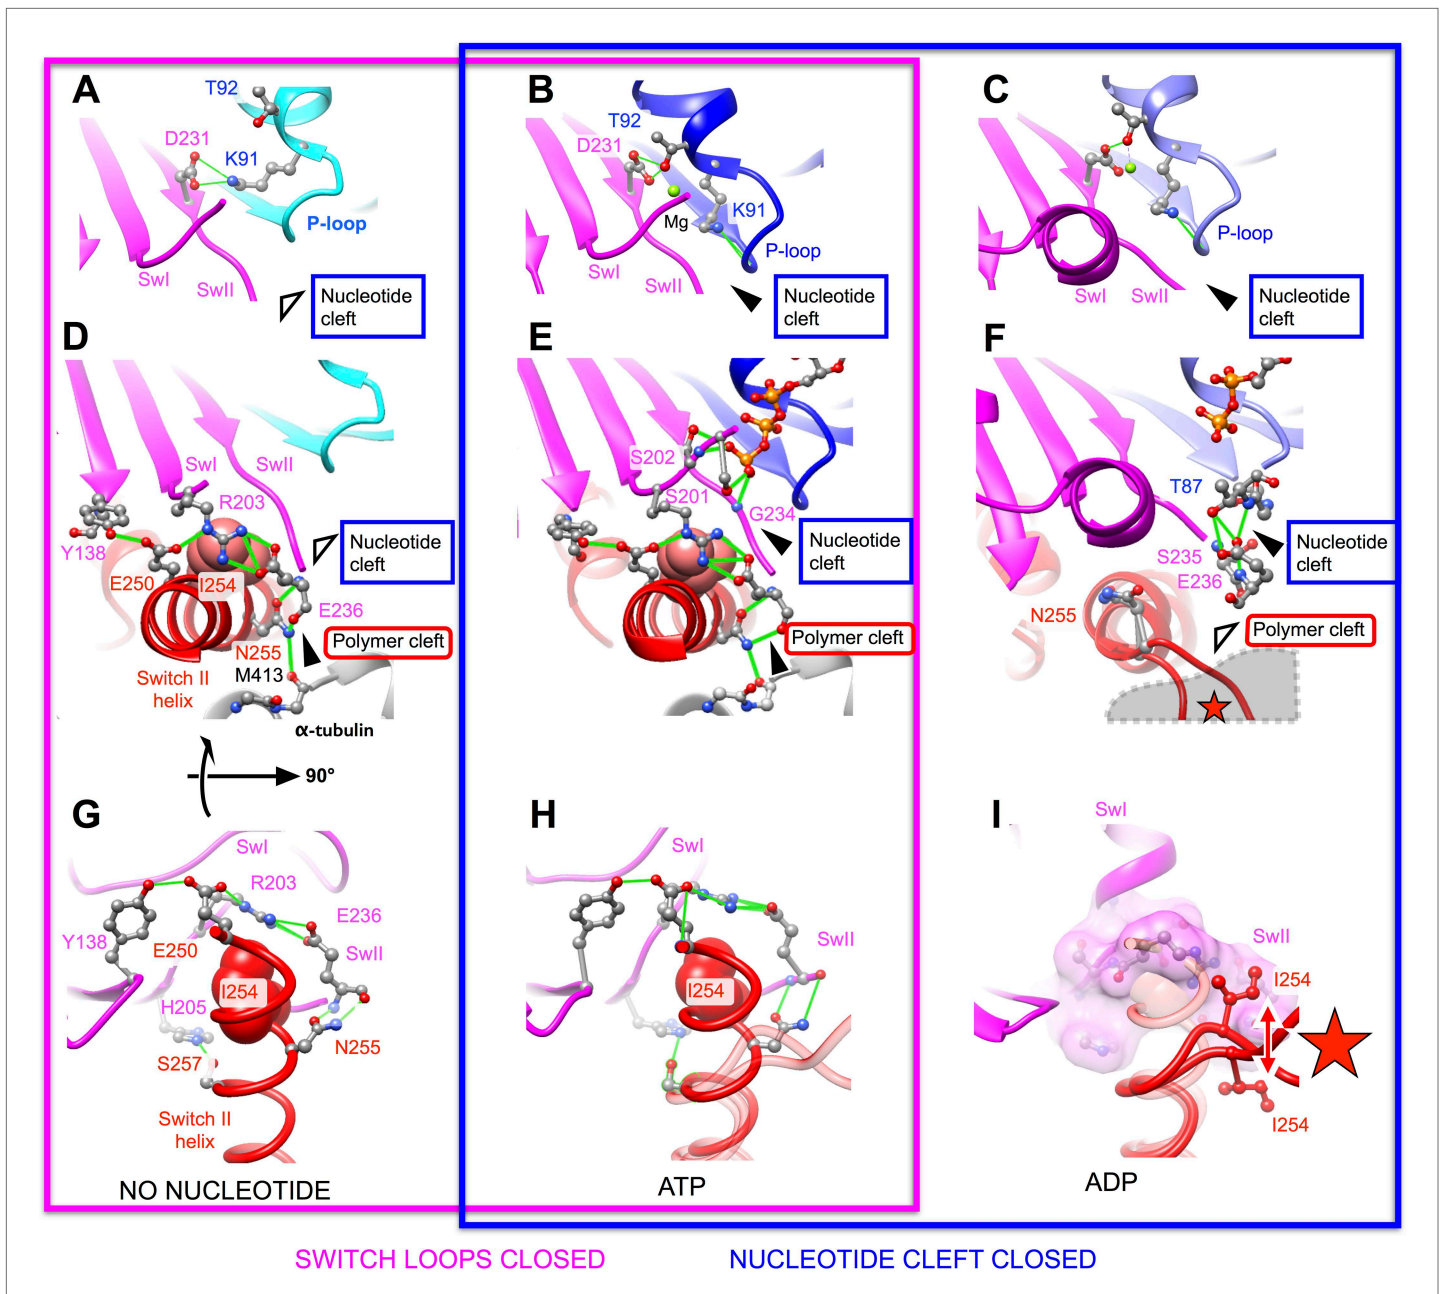 A
T92
D231
K91
P-loop
SwI
SwII
Nucleotide
cleft
B
T92
D231
Mg
K91
P-loop
SwI
SwII
Nucleotide
cleft
C
P-loop
SwI
SwII
Nucleotide
cleft
D
SwI
SwII
R203
Y138
E250
I254
Nucleotide
cleft
E236
N255
Polymer cleft
M413
Switch II
helix
α-tubulin
90°
E
S202
S201
G234
Nucleotide
cleft
Polymer cleft
F
T87
S235
E236
Nucleotide
cleft
N255
Polymer cleft
G
SwI
R203
E236
Y138
E250
SwII
I254
H205
N255
S257
Switch II
helix
NO NUCLEOTIDE
H
SwI
SwII
I254
ATP
I
SwI
SwII
I254
I254
ADP
SWITCH LOOPS CLOSED
NUCLEOTIDE CLEFT CLOSED